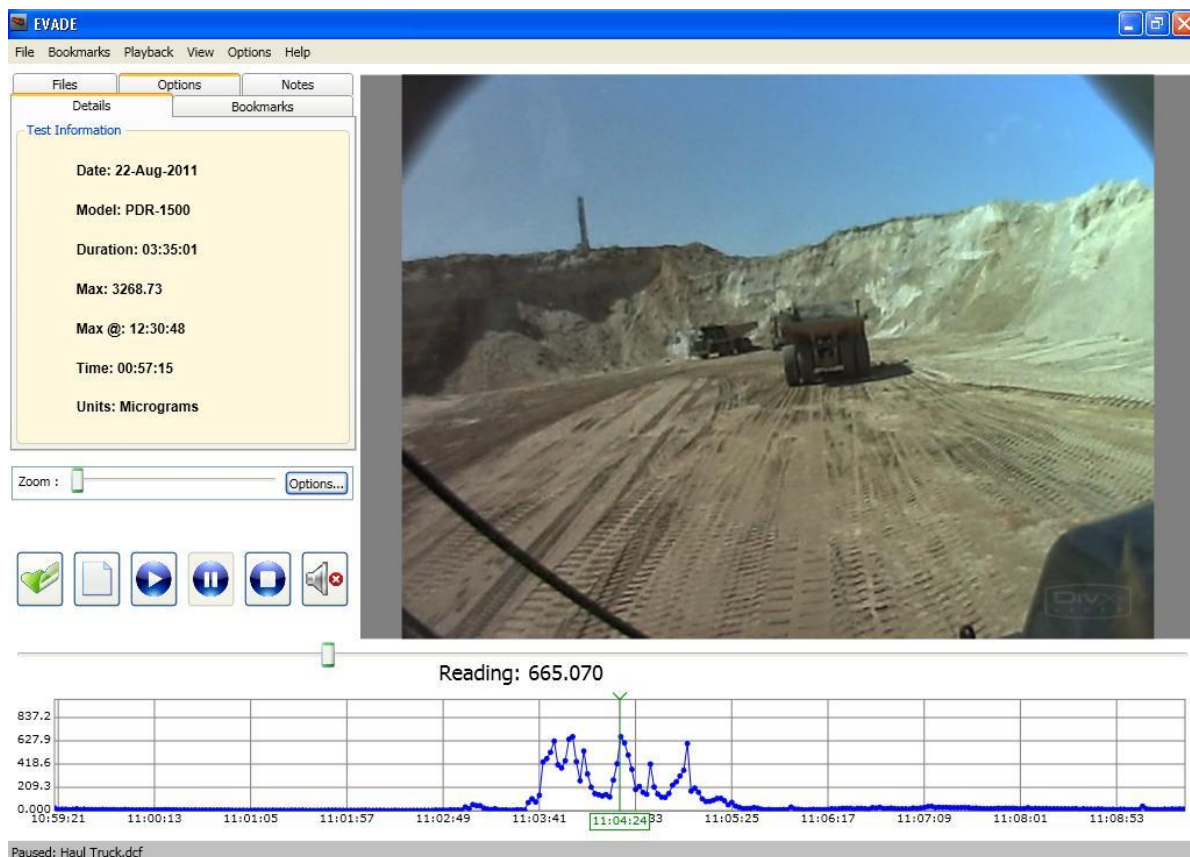 EVADE
File Bookmarks Playback View Options Help
Files Options Notes
Details Bookmarks
Test Information
Date: 22-Aug-2011
Model: PDR-1500
Duration: 03:35:01
Max: 3268.73
Max @: 12:30:48
Time: 00:57:15
Units: Micrograms
Zoom :
Options...
DivX
VIDEO
Reading: 665.070
837.2
627.9
418.6
209.3
0.000
10:59:21 11:00:13 11:01:05 11:01:57 11:02:49 11:03:41 11:04:24 33 11:05:25 11:06:17 11:07:09 11:08:01 11:08:53
Paused: Haul Truck.dcf